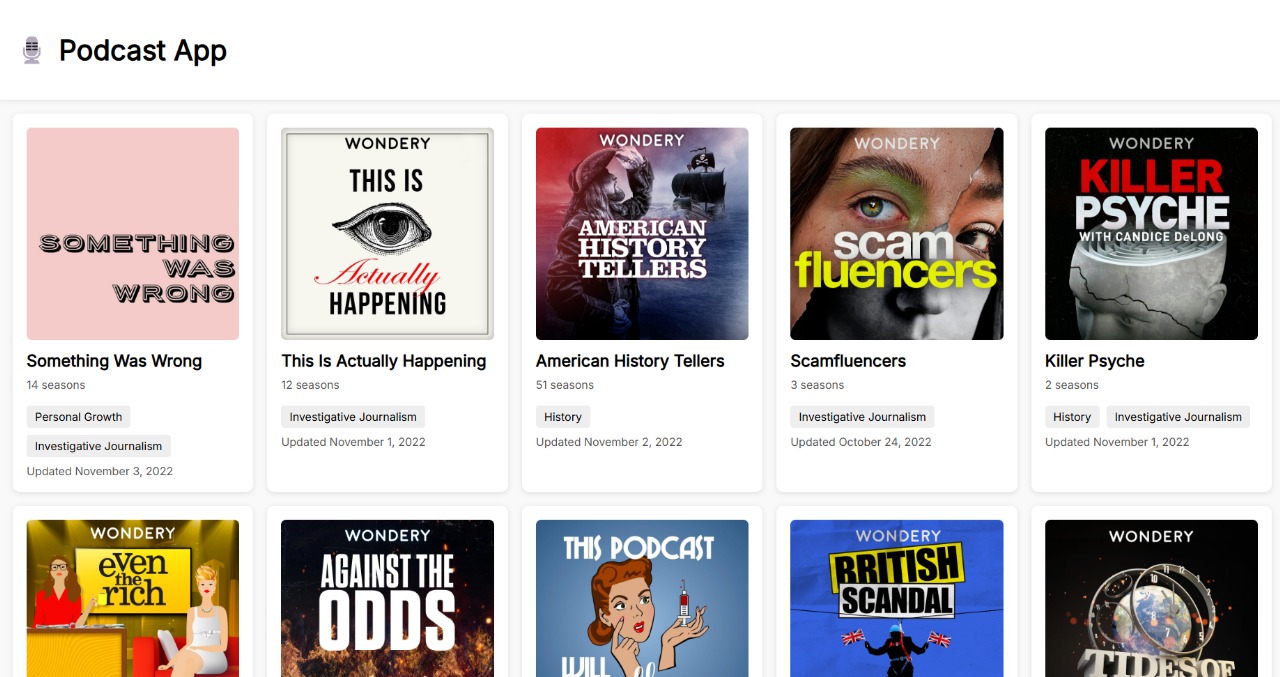 Podcast App
SOMETHING
WAS
WRONG
Something Was Wrong
14 seasons
Personal Growth
Investigative Journalism
Updated November 3, 2022
WONDERY
THIS IS
Actually
HAPPENING
This Is Actually Happening
12 seasons
Investigative Journalism
Updated November 1, 2022
WONDERY
AMERICAN
HISTORY
TELLERS
American History Tellers
51 seasons
History
Updated November 2, 2022
WONDERY
scam
fluencers
Scamfluencers
3 seasons
Investigative Journalism
Updated October 24, 2022
WONDERY
KILLER
PSYCHE
WITH CANDICE DeLONG
Killer Psyche
2 seasons
History Investigative Journalism
Updated November 1, 2022
WONDERY
even
the
rich
WONDERY
AGAINST THE
ODDS
THIS PODCAST
WILL
WONDERY
BRITISH
SCANDAL
WONDERY
TIDES OF